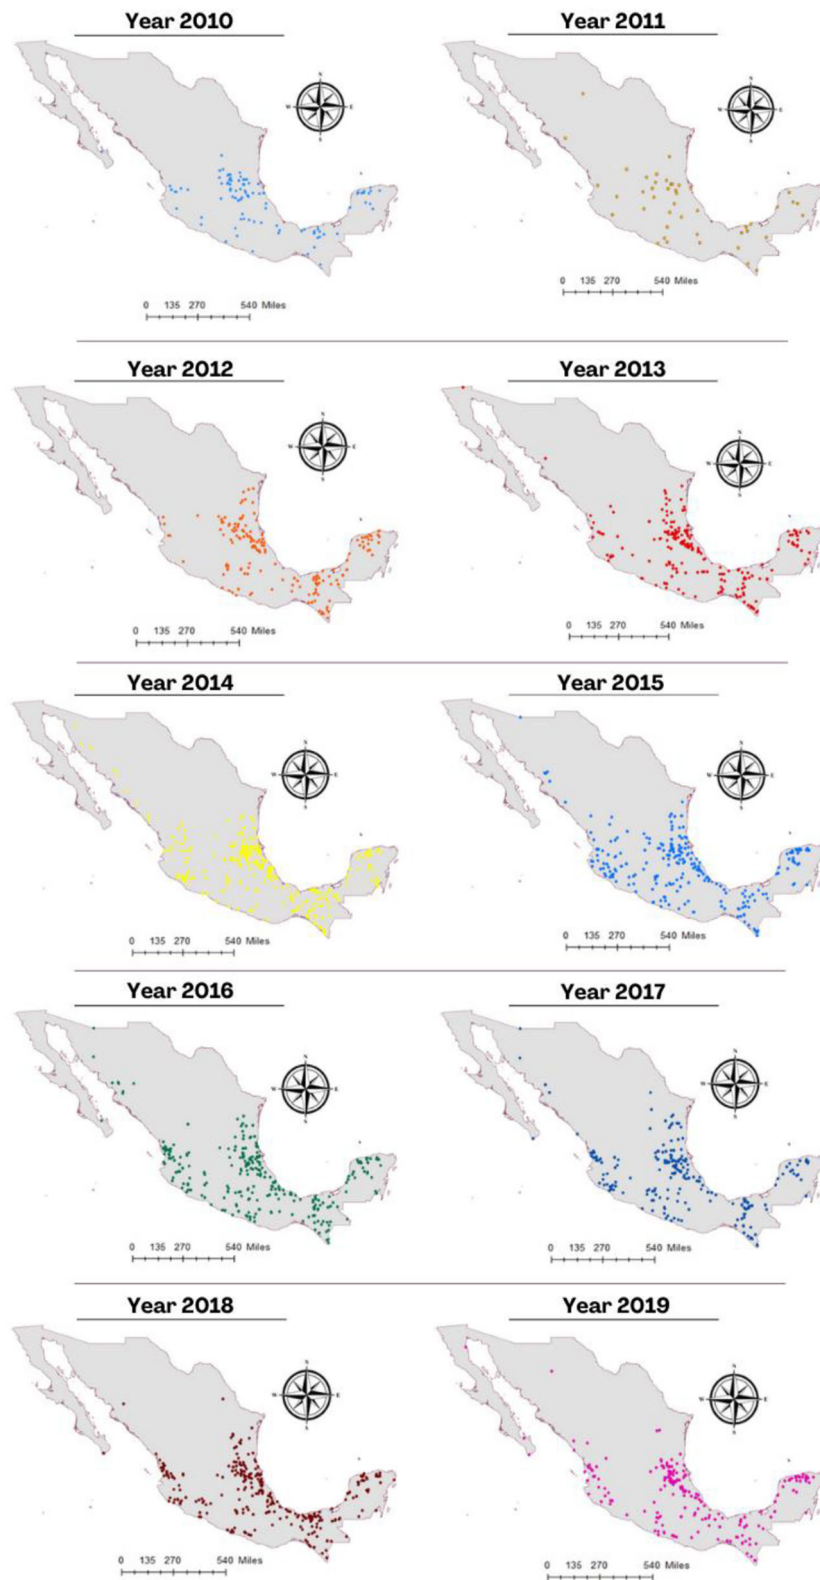 Year 2010 Year 2011
N N
W E W E
S S
0 135 270 540 Miles 0 135 270 540 Miles
Year 2012 Year 2013
N N
W E W E
S S
0 135 270 540 Miles 0 135 270 540 Miles
Year 2014 Year 2015
N N
W E W E
S S
0 135 270 540 Miles 0 135 270 540 Miles
Year 2016 Year 2017
N N
W E W E
S S
0 135 270 540 Miles 0 135 270 540 Miles
Year 2018 Year 2019
N N
W E W E
S S
0 135 270 540 Miles 0 135 270 540 Miles